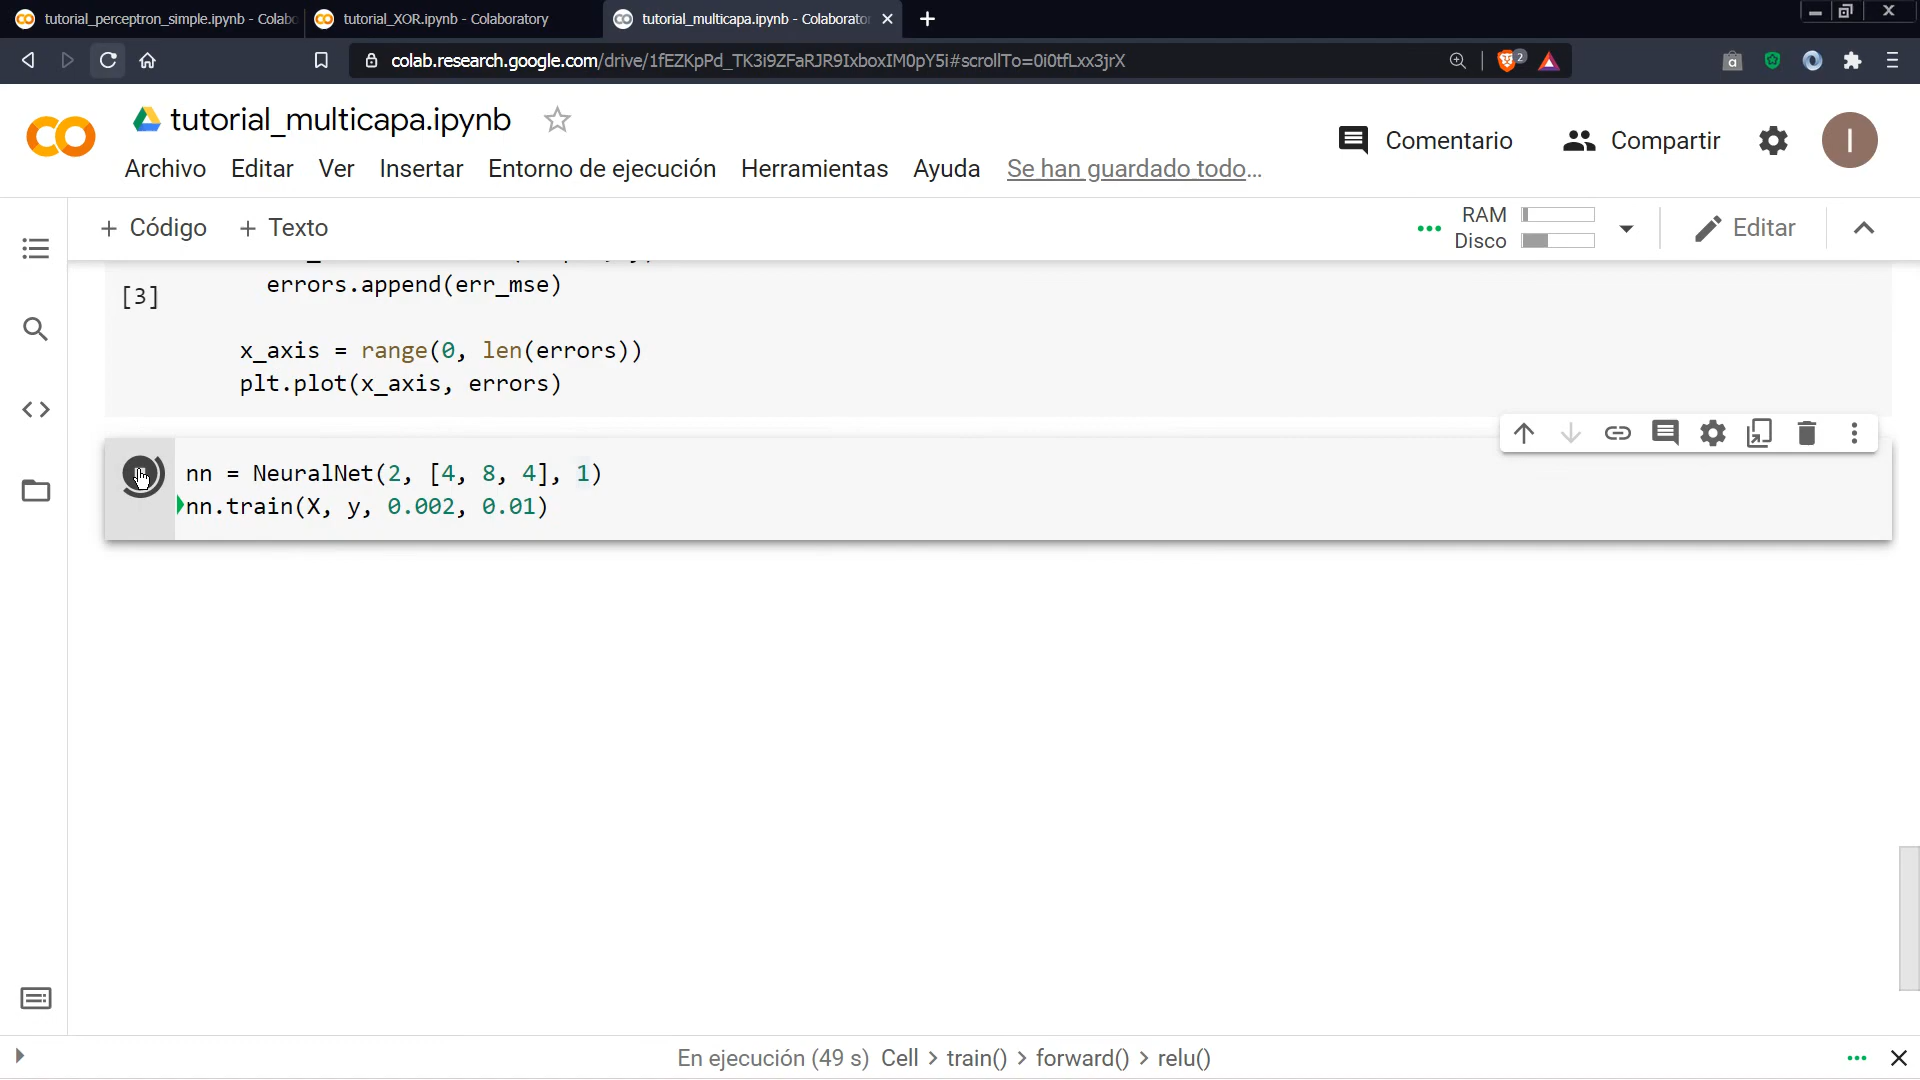 tutorial_perceptron_simple.ipynb - Colabo
tutorial_XOR.ipynb - Colaboratory
tutorial_multicapa.ipynb - Colaborato
colab.research.google.com/drive/1fEZKpPd_TK3i9ZFaRJR9IxboxIM0pY5i#scrollTo=0i0tfLxx3jrX
2
a
CO
tutorial_multicapa.ipynb
Comentario
Compartir
I
Archivo Editar Ver Insertar Entorno de ejecución Herramientas Ayuda Se han guardado todo…
+ Código + Texto
RAM
Disco
Editar
errors.append(err_mse)
[3]
x_axis = range(0, len(errors))
plt.plot(x_axis, errors)
nn = NeuralNet(2, [4, 8, 4], 1)
nn.train(X, y, 0.002, 0.01)
En ejecución (49 s) Cell > train() > forward() > relu()